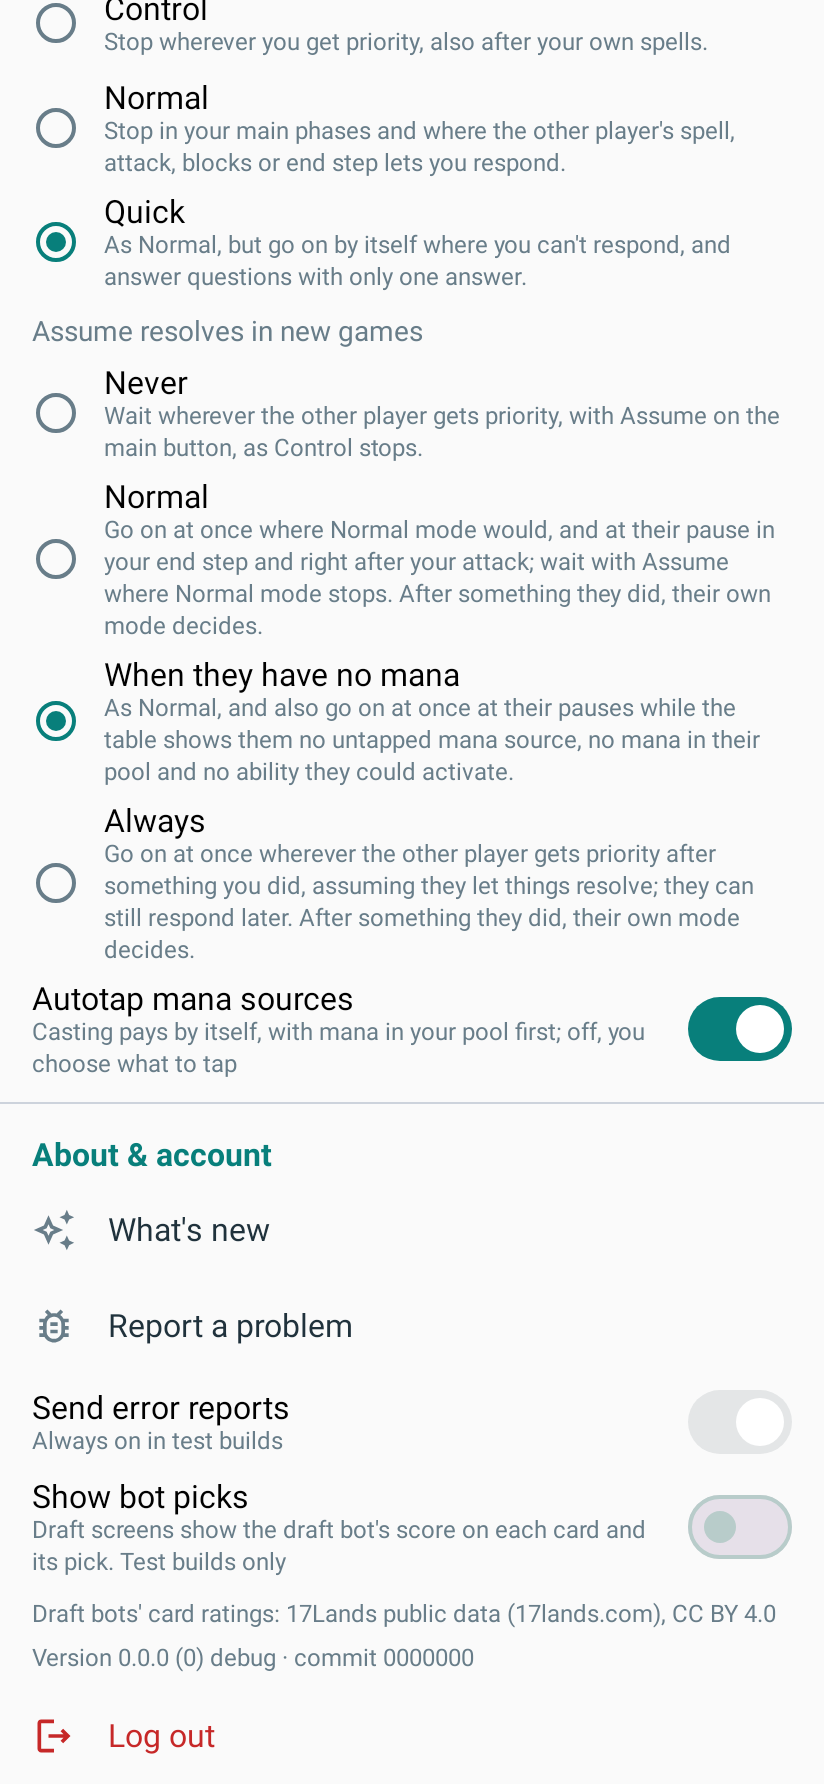 Control
Stop wherever you get priority, also after your own spells.
Normal
Stop in your main phases and where the other player's spell,
attack, blocks or end step lets you respond.
Quick
As Normal, but go on by itself where you can't respond, and
answer questions with only one answer.
Assume resolves in new games
Never
Wait wherever the other player gets priority, with Assume on the
main button, as Control stops.
Normal
Go on at once where Normal mode would, and at their pause in
your end step and right after your attack; wait with Assume
where Normal mode stops. After something they did, their own
mode decides.
When they have no mana
As Normal, and also go on at once at their pauses while the
table shows them no untapped mana source, no mana in their
pool and no ability they could activate.
Always
Go on at once wherever the other player gets priority after
something you did, assuming they let things resolve; they can
still respond later. After something they did, their own mode
decides.
Autotap mana sources
Casting pays by itself, with mana in your pool first; off, you
choose what to tap
About & account
What's new
Report a problem
Send error reports
Always on in test builds
Show bot picks
Draft screens show the draft bot's score on each card and
its pick. Test builds only
Draft bots' card ratings: 17Lands public data (17lands.com), CC BY 4.0
Version 0.0.0 (0) debug · commit 0000000
Log out